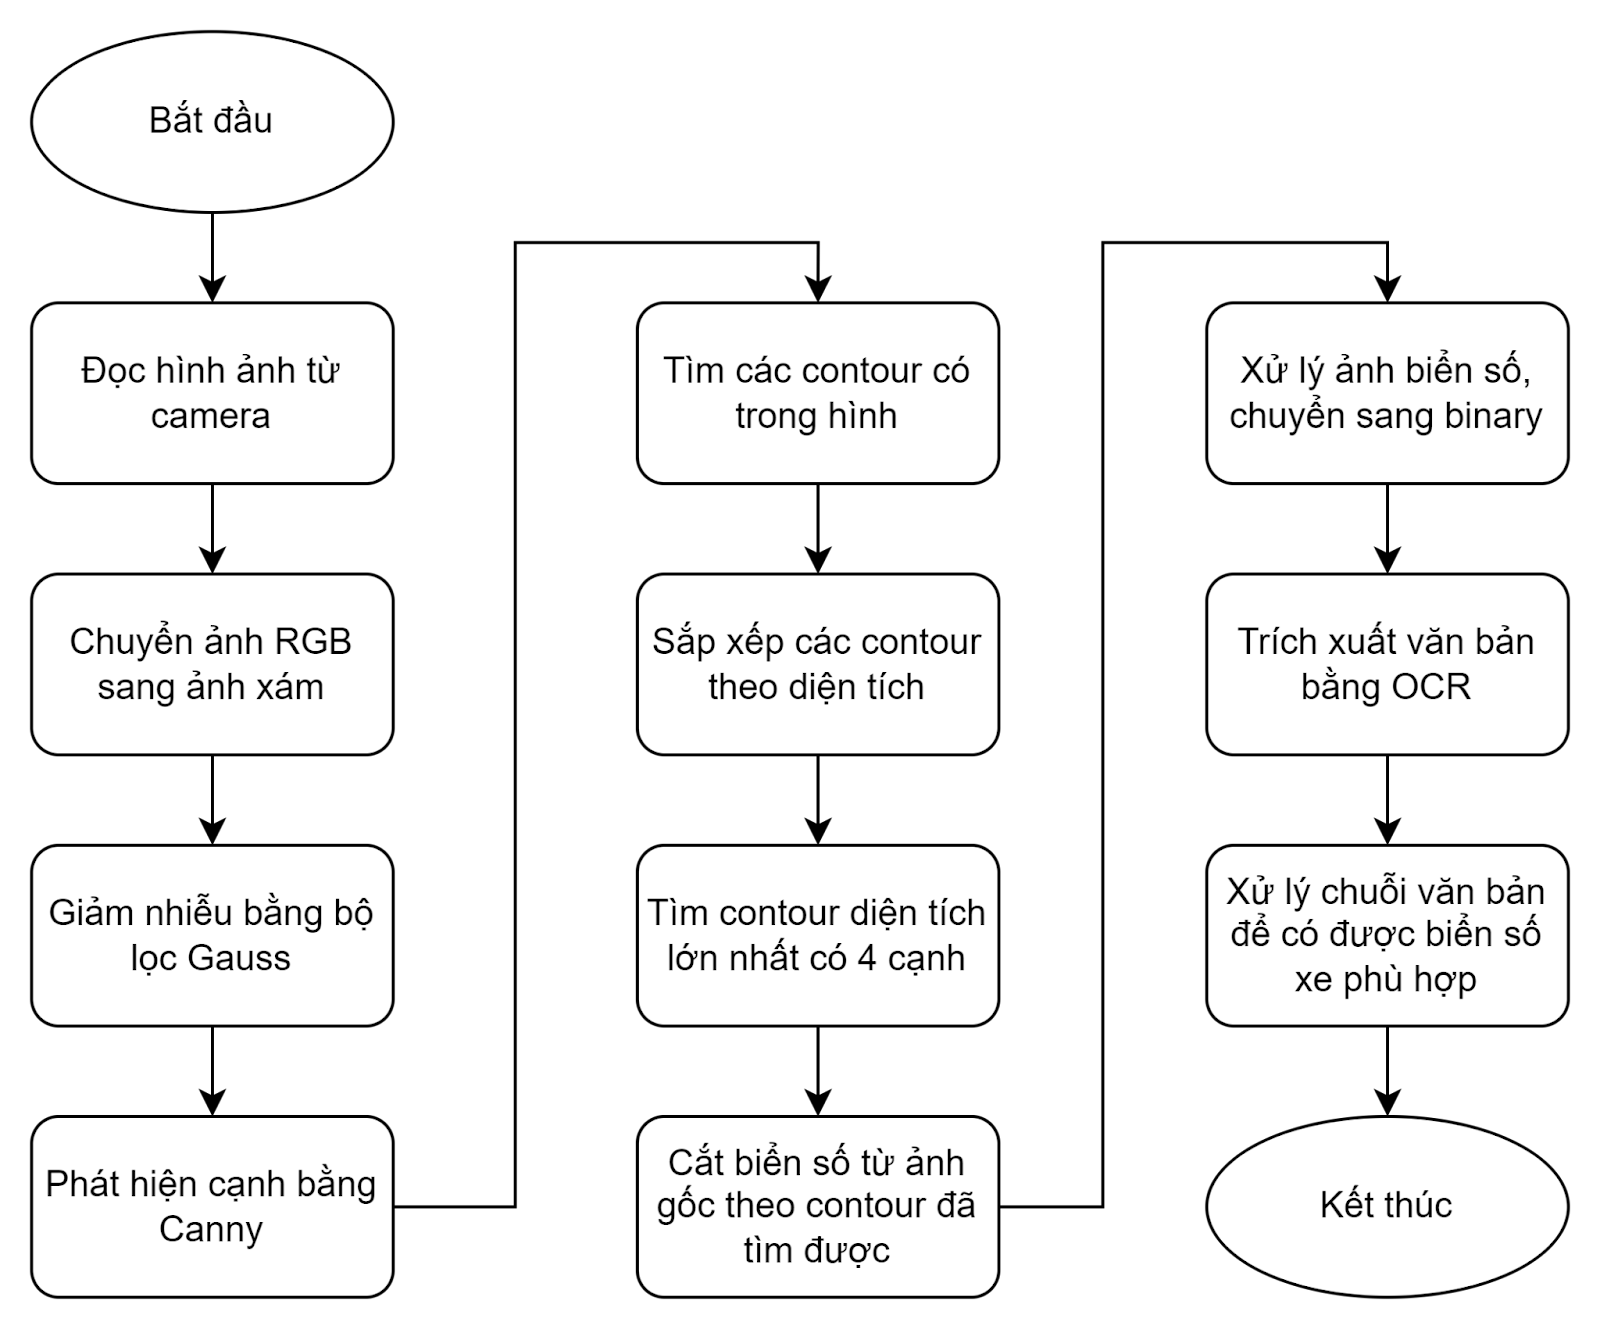 Bắt đầu
Đọc hình ảnh từ
camera
Chuyển ảnh RGB
sang ảnh xám
Giảm nhiễu bằng bộ
lọc Gauss
Phát hiện cạnh bằng
Canny
Tìm các contour có
trong hình
Sắp xếp các contour
theo diện tích
Tìm contour diện tích
lớn nhất có 4 cạnh
Cắt biển số từ ảnh
gốc theo contour đã
tìm được
Xử lý ảnh biển số,
chuyển sang binary
Trích xuất văn bản
bằng OCR
Xử lý chuỗi văn bản
để có được biển số
xe phù hợp
Kết thúc